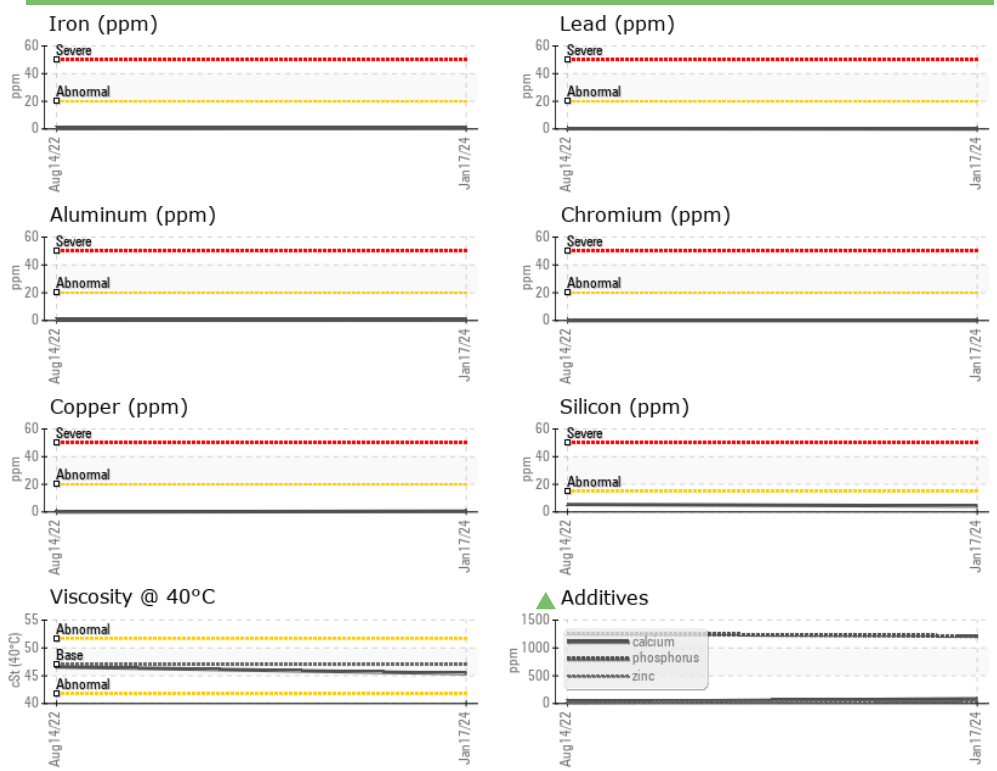 Iron (ppm)
60
40
20
0
ppm
Severe
Abnormal
Aug14/22
Jan17/24
Lead (ppm)
60
40
20
0
ppm
Severe
Abnormal
Aug14/22
Jan17/24
Aluminum (ppm)
60
40
20
0
ppm
Severe
Abnormal
Aug14/22
Jan17/24
Chromium (ppm)
60
40
20
0
ppm
Severe
Abnormal
Aug14/22
Jan17/24
Copper (ppm)
60
40
20
0
ppm
Severe
Abnormal
Aug14/22
Jan17/24
Silicon (ppm)
60
40
20
0
ppm
Severe
Abnormal
Aug14/22
Jan17/24
Viscosity @ 40°C
55
50
45
40
cSt (40°C)
Abnormal
Base
Abnormal
Aug14/22
Jan17/24
Additives
1500
1000
500
0
ppm
calcium
phosphorus
zinc
Aug14/22
Jan17/24